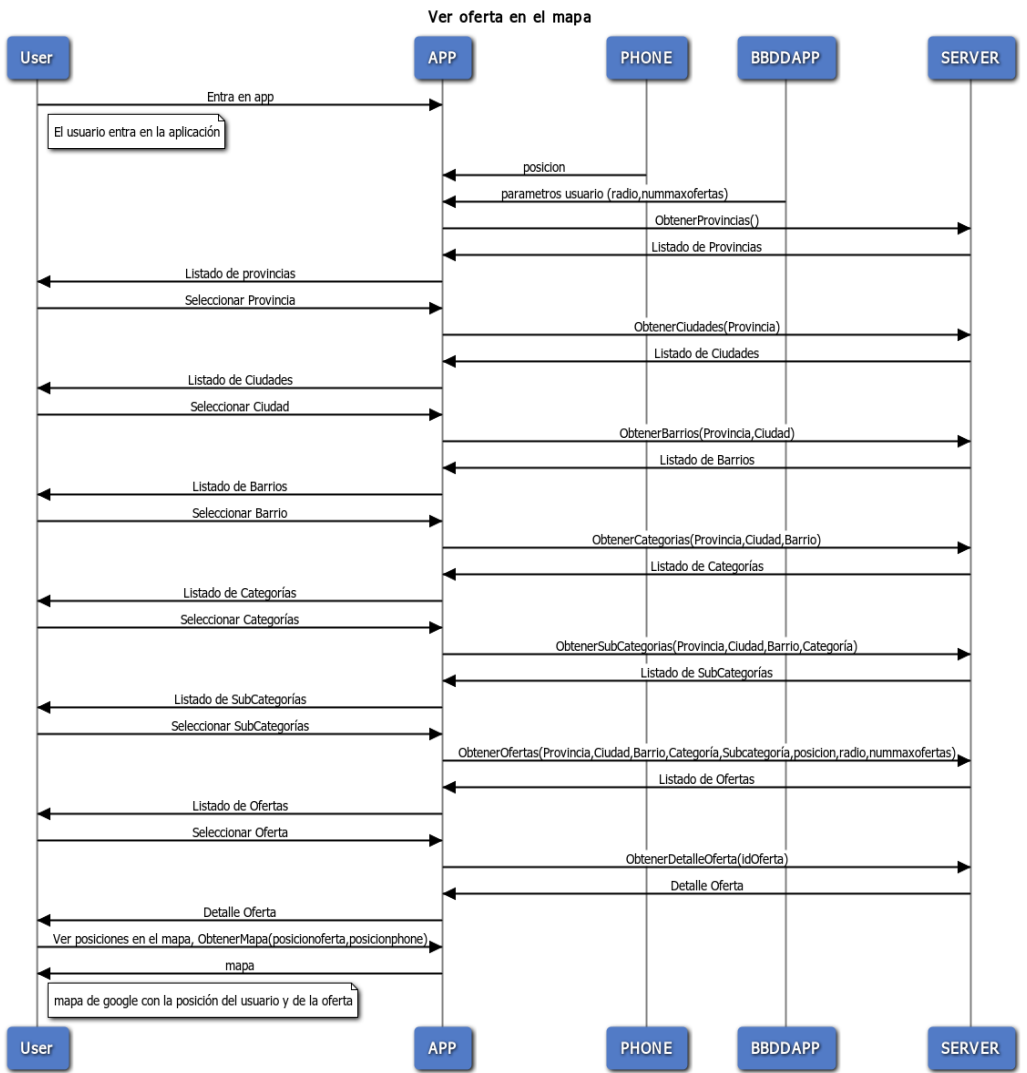 Ver oferta en el mapa
User APP PHONE BBDDAPP SERVER
Entra en app
El usuario entra en la aplicación
posicion
parametros usuario (radio,nummaxofertas)
ObtenerProvincias()
Listado de Provincias
Listado de provincias
Seleccionar Provincia
ObtenerCiudades(Provincia)
Listado de Ciudades
Listado de Ciudades
Seleccionar Ciudad
ObtenerBarrios(Provincia,Ciudad)
Listado de Barrios
Listado de Barrios
Seleccionar Barrio
ObtenerCategorias(Provincia,Ciudad,Barrio)
Listado de Categorías
Listado de Categorías
Seleccionar Categorías
ObtenerSubCategorias(Provincia,Ciudad,Barrio,Categoría)
Listado de SubCategorías
Listado de SubCategorías
Seleccionar SubCategorías
ObtenerOfertas(Provincia,Ciudad,Barrio,Categoría,Subcategoría,posicion,radio,nummaxofertas)
Listado de Ofertas
Listado de Ofertas
Seleccionar Oferta
ObtenerDetalleOferta(idOferta)
Detalle Oferta
Detalle Oferta
Ver posiciones en el mapa, ObtenerMapa(posicionoferta,posicionphone)
mapa
mapa de google con la posición del usuario y de la oferta
User APP PHONE BBDDAPP SERVER